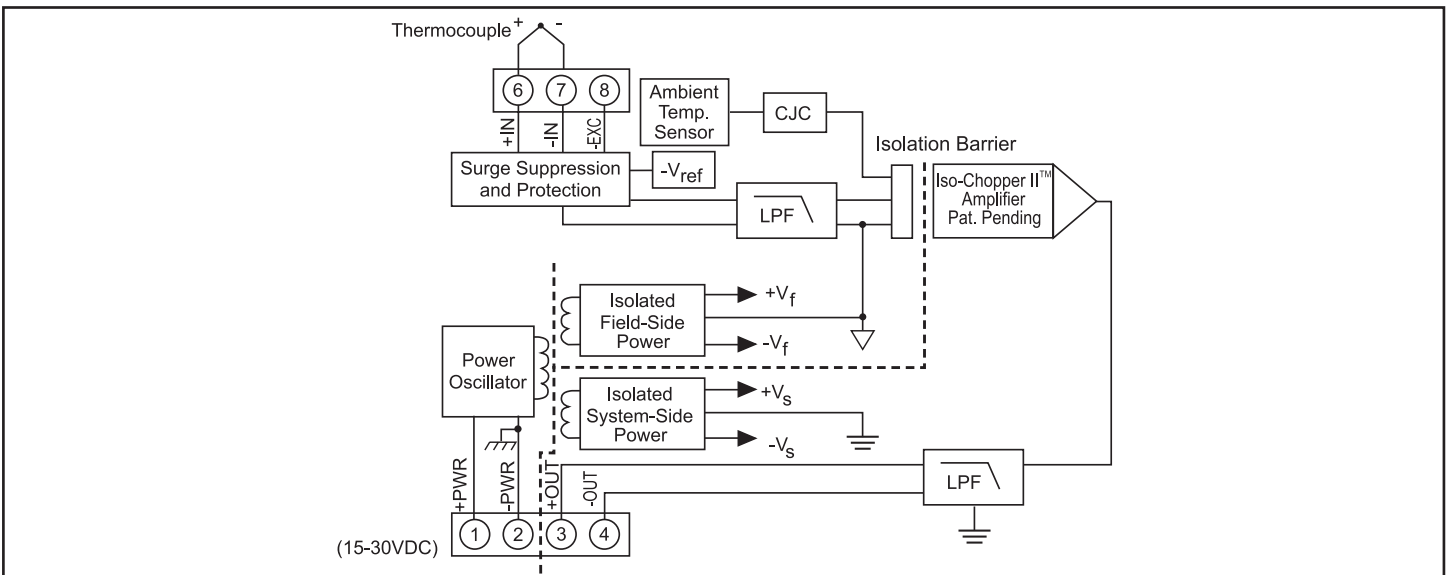 Thermocouple + -
6 7 8
+IN -IN -EXC
Ambient
Temp.
Sensor
CJC
Isolation Barrier
Surge Suppression
and Protection
-Vref
LPF
Iso-Chopper II™
Amplifier
Pat. Pending
Isolated
Field-Side
Power
+Vf
-Vf
Power
Oscillator
Isolated
System-Side
Power
+Vs
-Vs
+PWR -PWR +OUT -OUT
LPF
1 2 3 4
(15-30VDC)